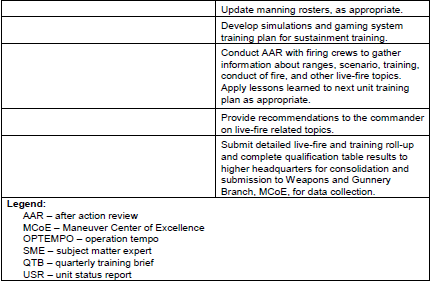 Update manning rosters, as appropriate.
Develop simulations and gaming system
training plan for sustainment training.
Conduct AAR with firing crews to gather
information about ranges, scenario, training,
conduct of fire, and other live-fire topics.
Apply lessons learned to next unit training
plan as appropriate.
Provide recommendations to the commander
on live-fire related topics.
Submit detailed live-fire and training roll-up
and complete qualification table results to
higher headquarters for consolidation and
submission to Weapons and Gunnery
Branch, MCoE, for data collection.
Legend:
AAR – after action review
MCoE – Maneuver Center of Excellence
OPTEMPO – operation tempo
SME – subject matter expert
QTB – quarterly training brief
USR – unit status report